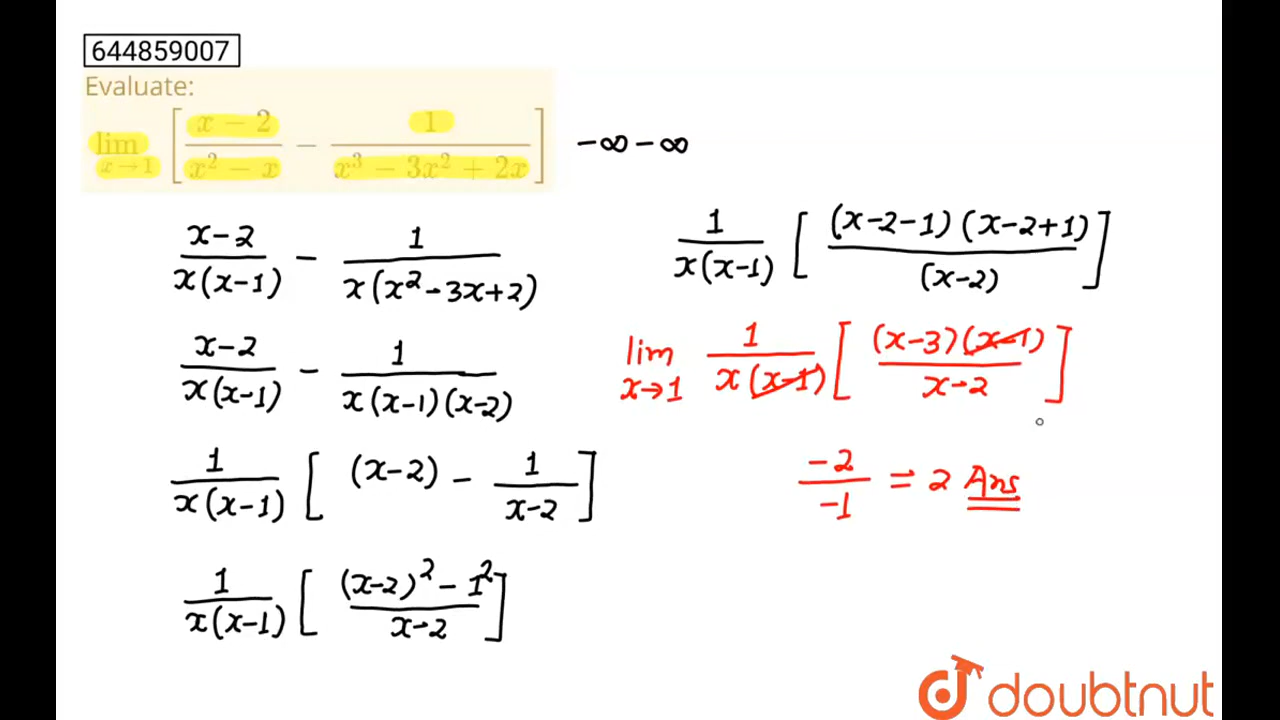 644859007
Evaluate:
lim x→1 [ (x − 2)/(x² − x) − 1/(x³ − 3x² + 2x) ] −∞−∞
(x−2)/(x(x−1)) − 1/(x(x²−3x+2))
(x−2)/(x(x−1)) − 1/(x(x−1)(x−2))
1/(x(x−1)) [ (x−2) − 1/(x−2) ]
1/(x(x−1)) [ ((x−2)² − 1²)/(x−2) ]
1/(x(x−1)) [ ((x−2−1)(x−2+1))/((x−2)) ]
lim x→1 1/(x(x−1)) [ ((x−3)(x−1))/(x−2) ]
−2/−1 = 2 Ans
doubtnut